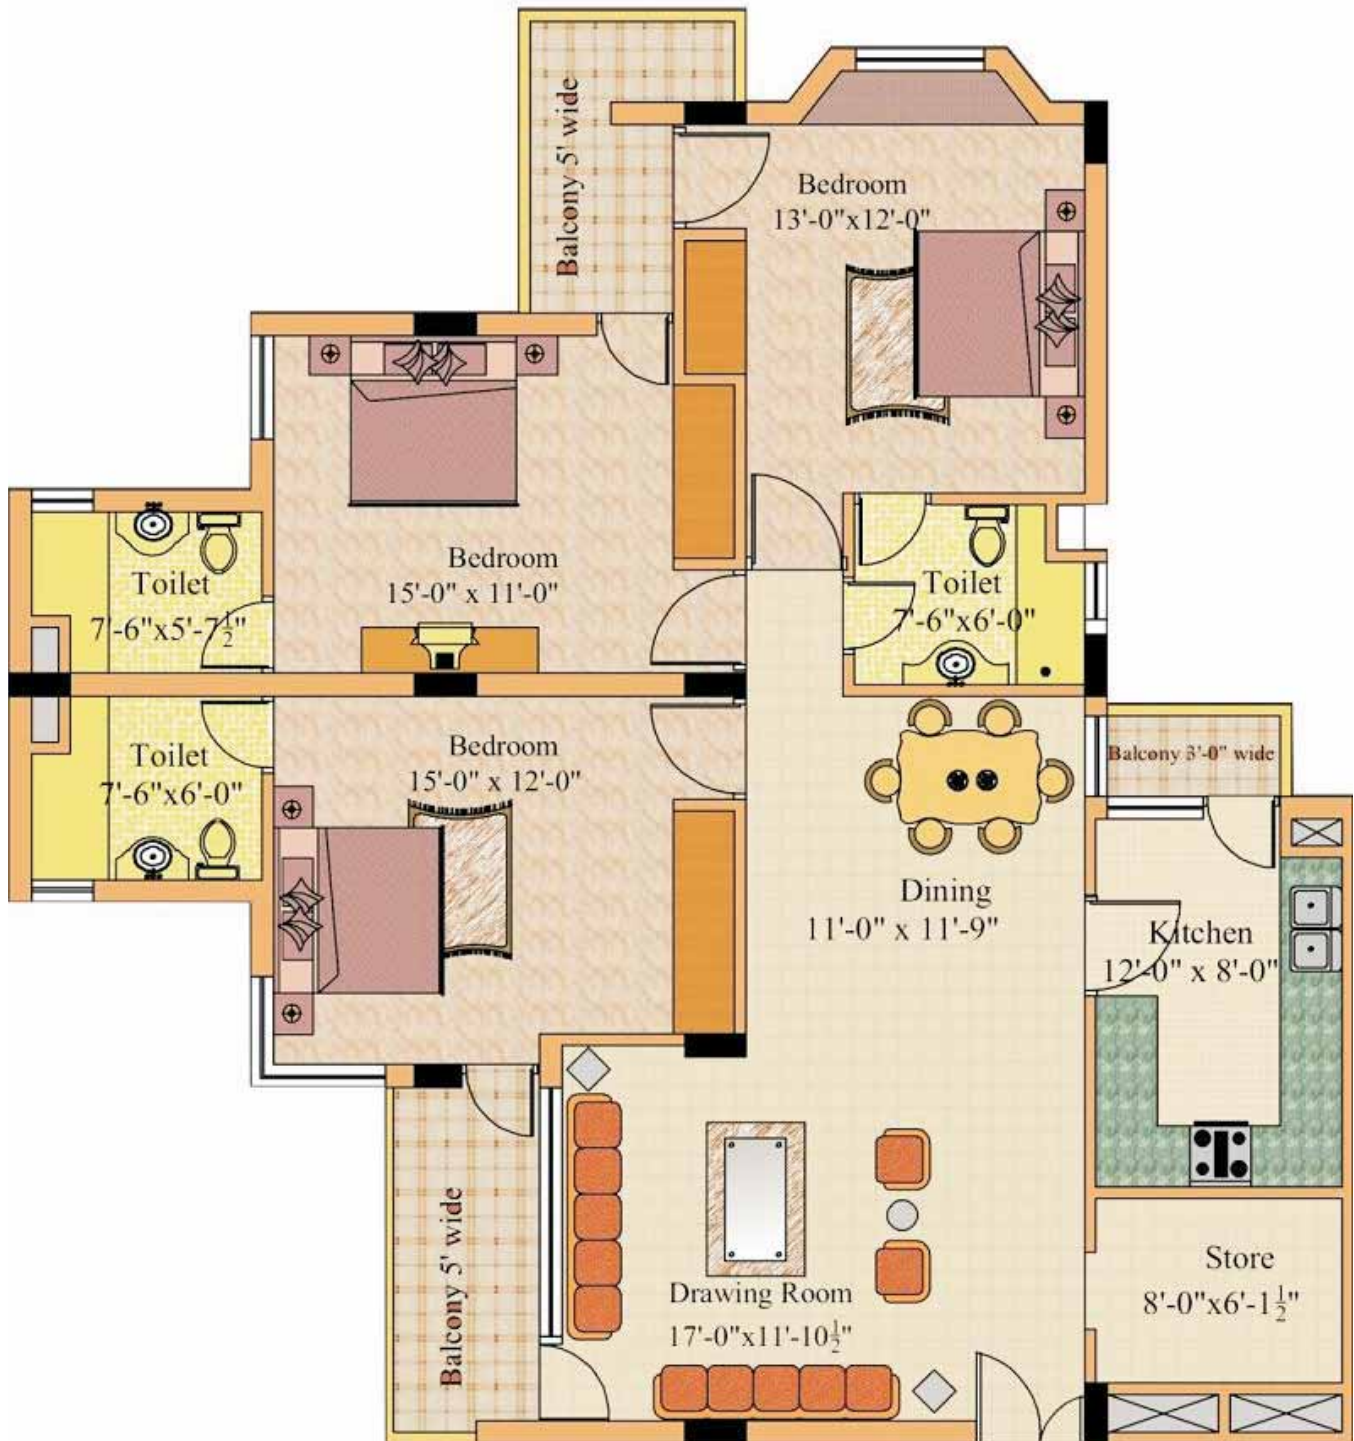 Balcony 5' wide
Bedroom
13'-0"x12'-0"
Bedroom
15'-0" x 11'-0"
Toilet
7'-6"x5'-7½"
Toilet
7'-6"x6'-0"
Toilet
7'-6"x6'-0"
Bedroom
15'-0" x 12'-0"
Balcony 3'-0" wide
Dining
11'-0" x 11'-9"
Kitchen
12'-0" x 8'-0"
Balcony 5' wide
Drawing Room
17'-0"x11'-10½"
Store
8'-0"x6'-1½"